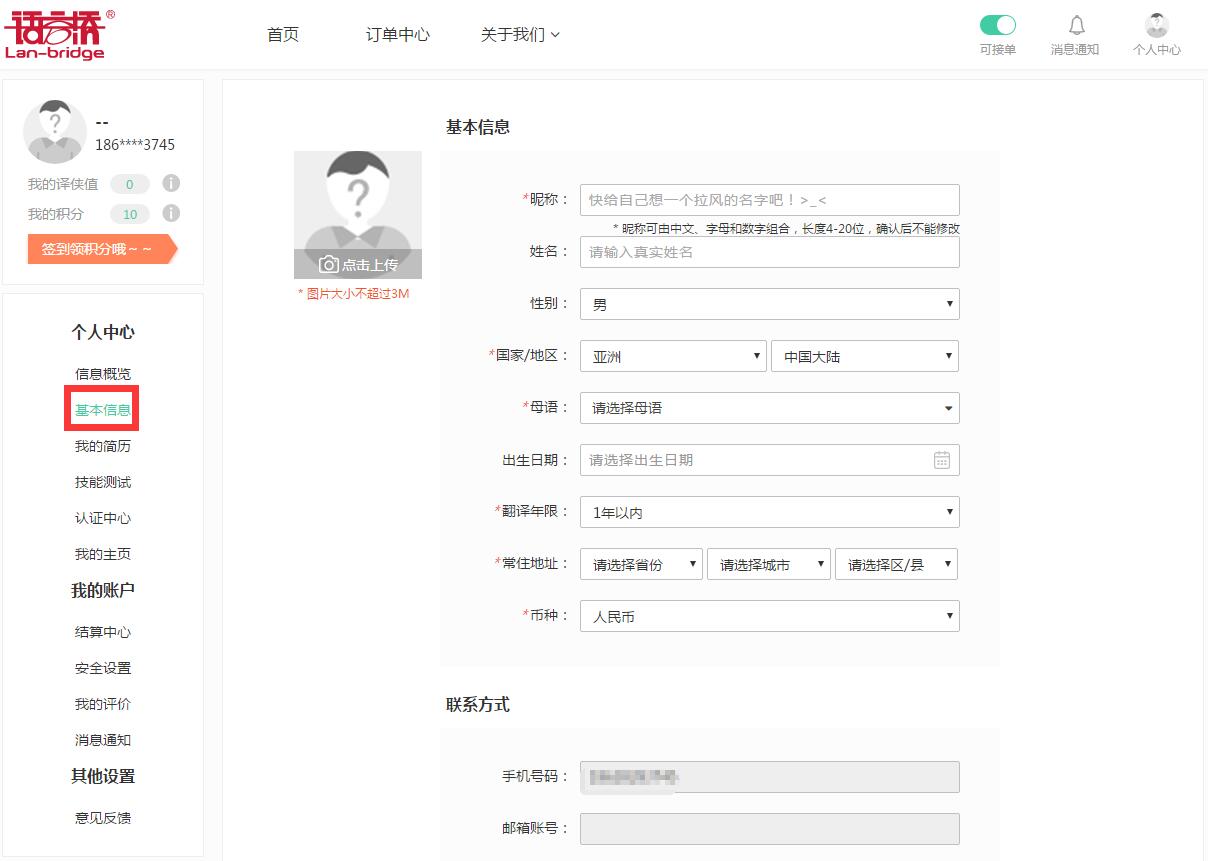 语言桥®
Lan-bridge
首页
订单中心
关于我们
可接单
消息通知
个人中心
--
186****3745
我的译侠值 0
我的积分 10
签到领积分哦~~
个人中心
信息概览
基本信息
我的简历
技能测试
认证中心
我的主页
我的账户
结算中心
安全设置
我的评价
消息通知
其他设置
意见反馈
点击上传
* 图片大小不超过3M
基本信息
*昵称： 快给自己想一个拉风的名字吧！>_<
* 昵称可由中文、字母和数字组合，长度4-20位，确认后不能修改
姓名： 请输入真实姓名
性别： 男
*国家/地区： 亚洲 中国大陆
*母语： 请选择母语
出生日期： 请选择出生日期
*翻译年限： 1年以内
*常住地址： 请选择省份 请选择城市 请选择区/县
*币种： 人民币
联系方式
手机号码：
邮箱账号：